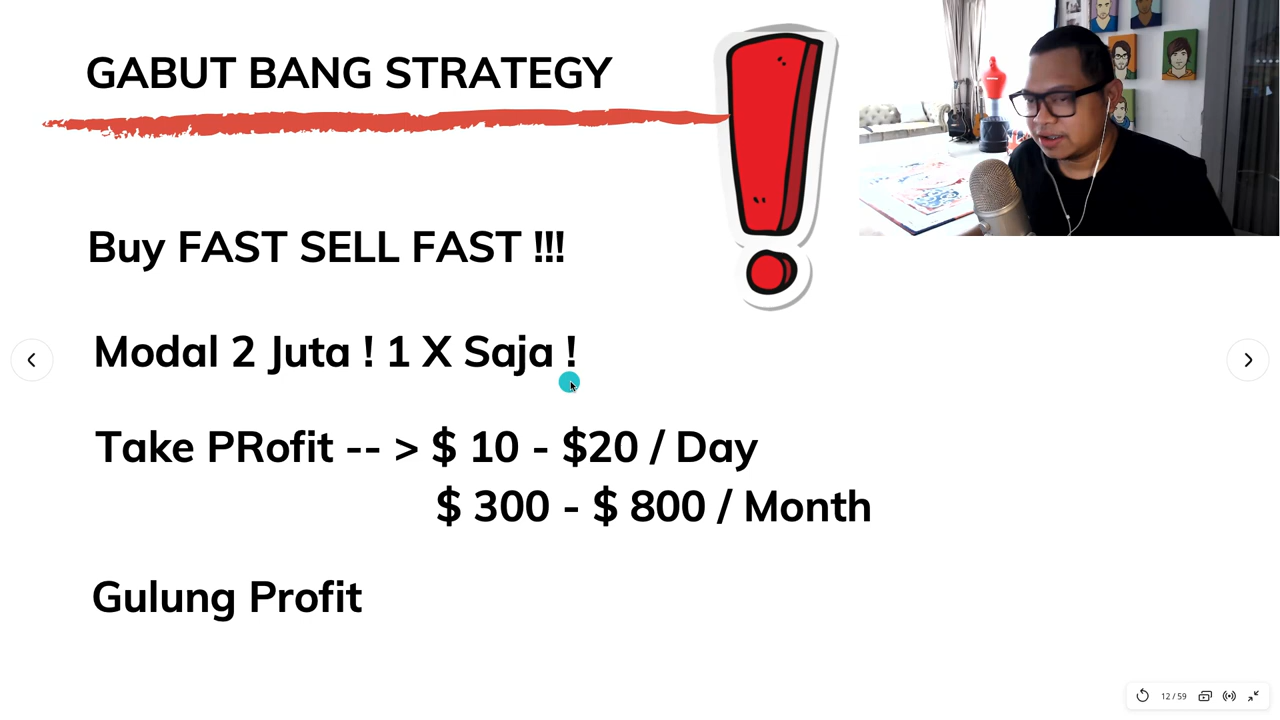 GABUT BANG STRATEGY
Buy FAST SELL FAST !!!
Modal 2 Juta ! 1 X Saja !
Take PRofit -- > $ 10 - $20 / Day
$ 300 - $ 800 / Month
Gulung Profit
12 / 59